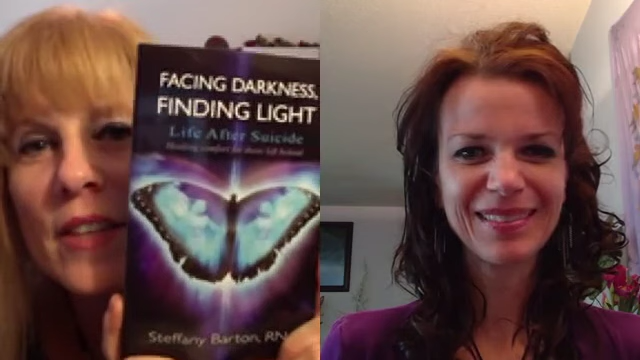 FACING DARKNESS,
FINDING LIGHT
Life After Suicide
Steffany Barton, RN